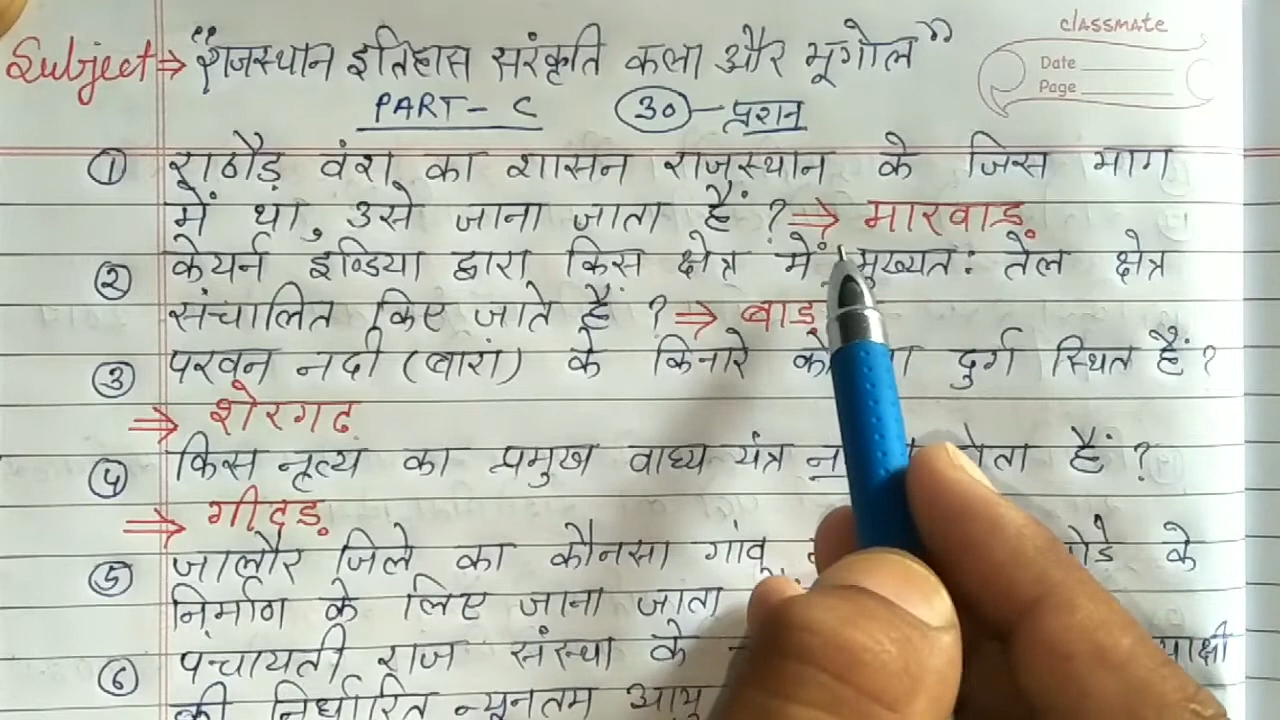 classmate
Subject⇒ "राजस्थान इतिहास संस्कृति कला और भूगोल"
Date
Page
PART- C (30)-प्रशन
① राठौड़ वंश का शासन राजस्थान के जिस भाग
में था, उसे जाना जाता हैं ? ⇒ मारवाड़
② केयर्न इण्डिया द्वारा किस क्षेत्र में मुख्यत: तेल क्षेत्र
संचालित किए जाते हैं ? ⇒
③ परवन नदी (बारां) के किनारे दुर्ग स्थित हैं ?
⇒ शेरगढ
④ किस नृत्य का प्रमुख वाध्य यंत्र हैं ?
⇒ गीदड़
⑤ जालौर जिले का कौनसा गांव के
निर्माण के लिए जाना जाता
⑥ पंचायती राज संस्था के
की निर्धारित न्यूनतम आयु